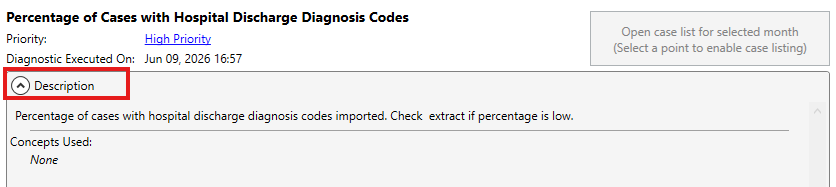 Percentage of Cases with Hospital Discharge Diagnosis Codes
Priority: High Priority
Diagnostic Executed On: Jun 09, 2026 16:57
Open case list for selected month
(Select a point to enable case listing)
Description
Percentage of cases with hospital discharge diagnosis codes imported. Check  extract if percentage is low.
Concepts Used:
None